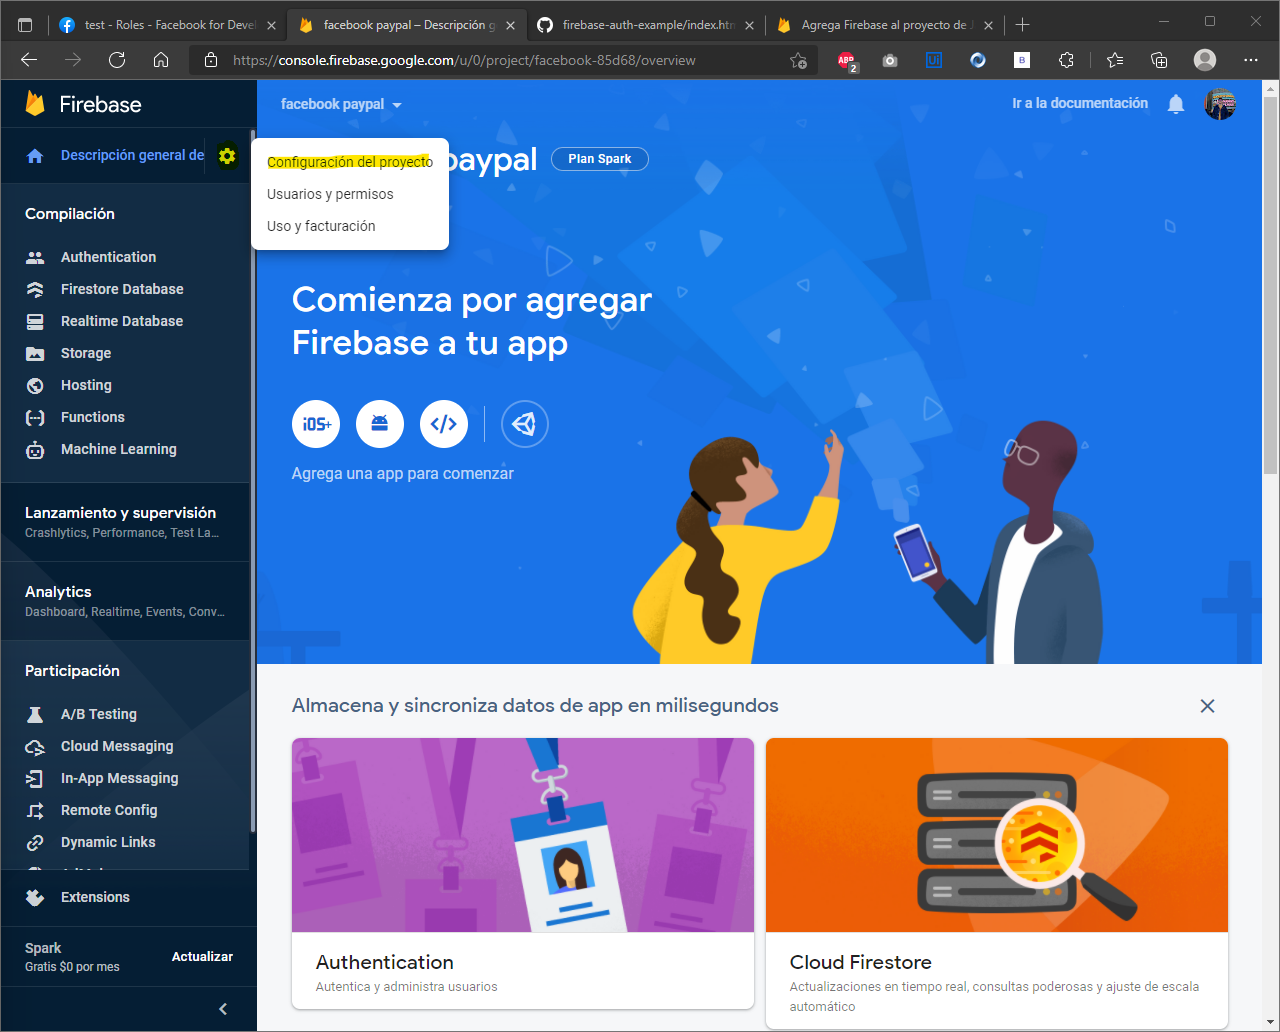 test - Roles - Facebook for Devel
facebook paypal – Descripción g
firebase-auth-example/index.htm
Agrega Firebase al proyecto de J
https://console.firebase.google.com/u/0/project/facebook-85d68/overview
ABP
2
UI
B
Firebase
facebook paypal
Ir a la documentación
Descripción general de
Configuración del proyecto
Usuarios y permisos
Uso y facturación
paypal
Plan Spark
Compilación
Authentication
Firestore Database
Realtime Database
Storage
Hosting
Functions
Machine Learning
Lanzamiento y supervisión
Crashlytics, Performance, Test La...
Analytics
Dashboard, Realtime, Events, Conv...
Participación
A/B Testing
Cloud Messaging
In-App Messaging
Remote Config
Dynamic Links
Extensions
Spark
Gratis $0 por mes
Actualizar
Comienza por agregar
Firebase a tu app
iOS+
Agrega una app para comenzar
Almacena y sincroniza datos de app en milisegundos
Authentication
Autentica y administra usuarios
Cloud Firestore
Actualizaciones en tiempo real, consultas poderosas y ajuste de escala
automático